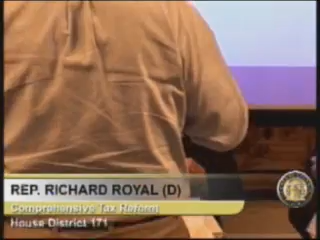 REP. RICHARD ROYAL (D)
Comprehensive Tax Reform
House District 171